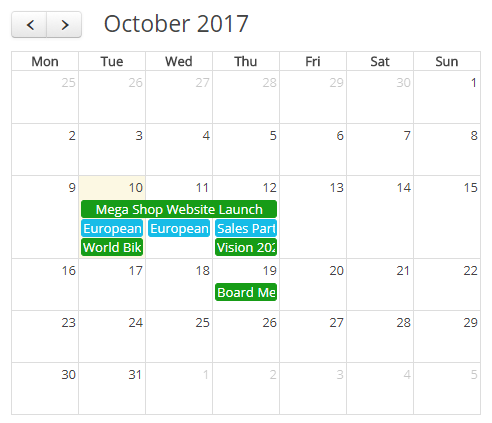 October 2017
Mon Tue Wed Thu Fri Sat Sun
25 26 27 28 29 30 1
2 3 4 5 6 7 8
9 10 11 12 13 14 15
Mega Shop Website Launch
European European Sales Part
World Bik Vision 202
16 17 18 19 20 21 22
Board Me
23 24 25 26 27 28 29
30 31 1 2 3 4 5